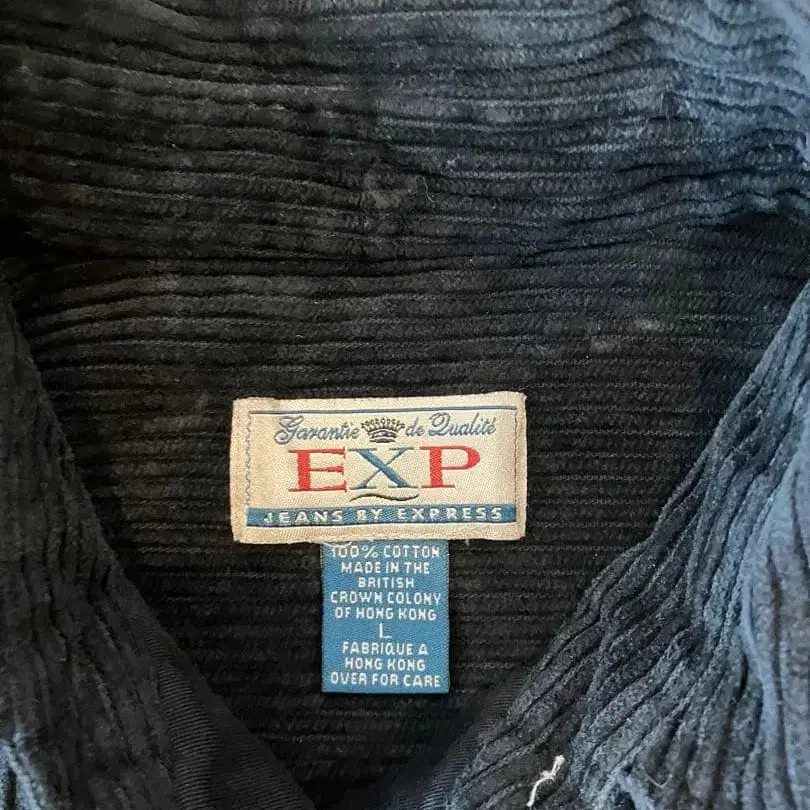 Garantie de Qualité
EXP
JEANS BY EXPRESS
100% COTTON
MADE IN THE
BRITISH
CROWN COLONY
OF HONG KONG
L
FABRIQUE A
HONG KONG
OVER FOR CARE